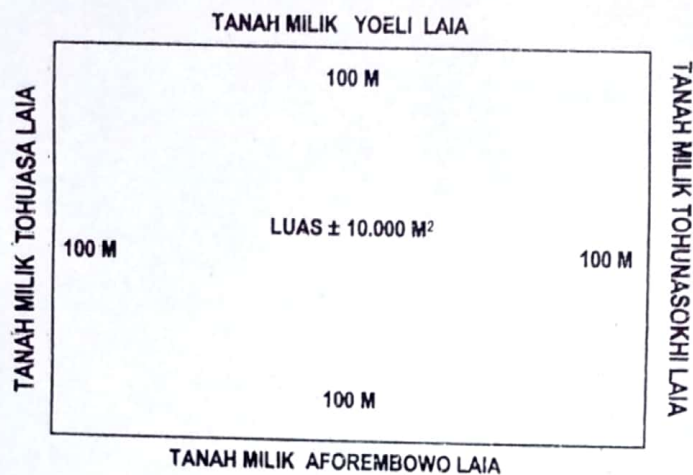 TANAH MILIK YOELI LAIA
100 M
TANAH MILIK TOHUASA LAIA
TANAH MILIK TOHUNASOKHI LAIA
LUAS ± 10.000 M²
100 M
100 M
100 M
TANAH MILIK AFOREMBOWO LAIA